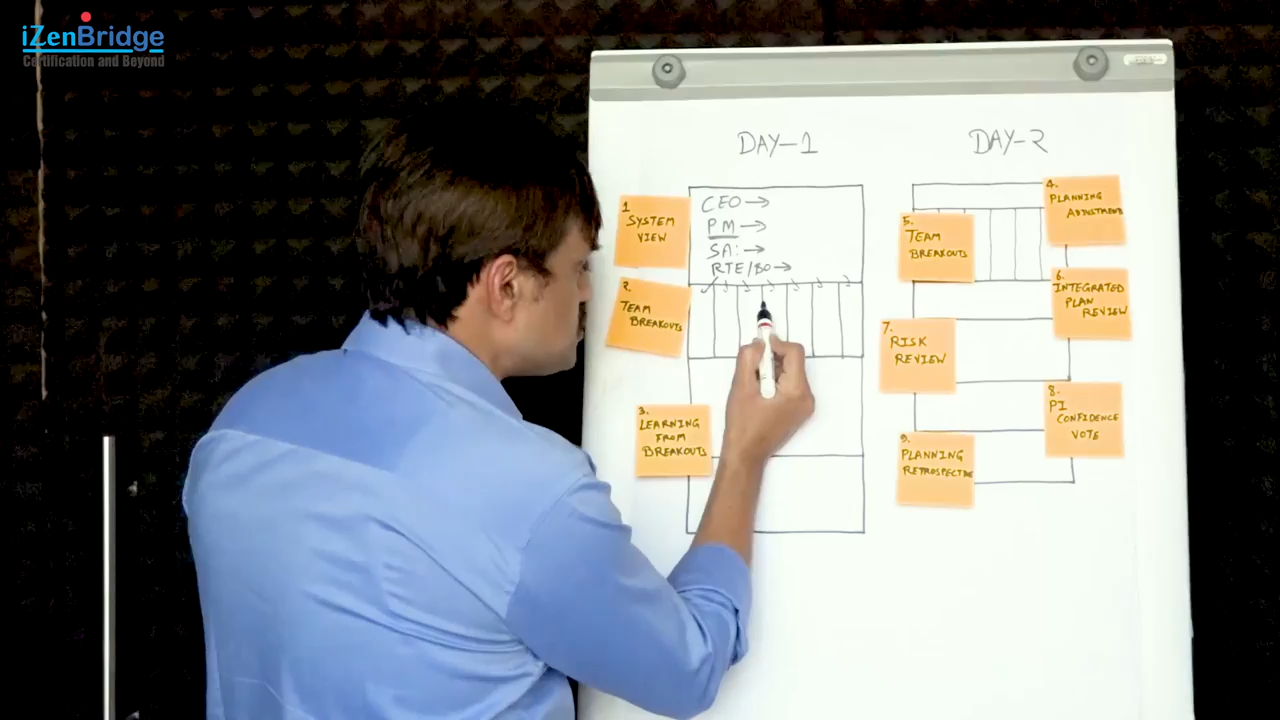 iZenBridge
Certification and Beyond
DAY-1
1
SYSTEM
VIEW
CEO →
PM →
SA: →
RTE/BO →
2.
TEAM
BREAKOUTS
3.
LEARNING
FROM
BREAKOUTS
DAY-2
4.
PLANNING
ADJUSTMENT
5.
TEAM
BREAKOUTS
6.
INTEGRATED
PLAN
REVIEW
7.
RISK
REVIEW
8.
PI
CONFIDENCE
VOTE
9.
PLANNING
RETROSPECTIVE